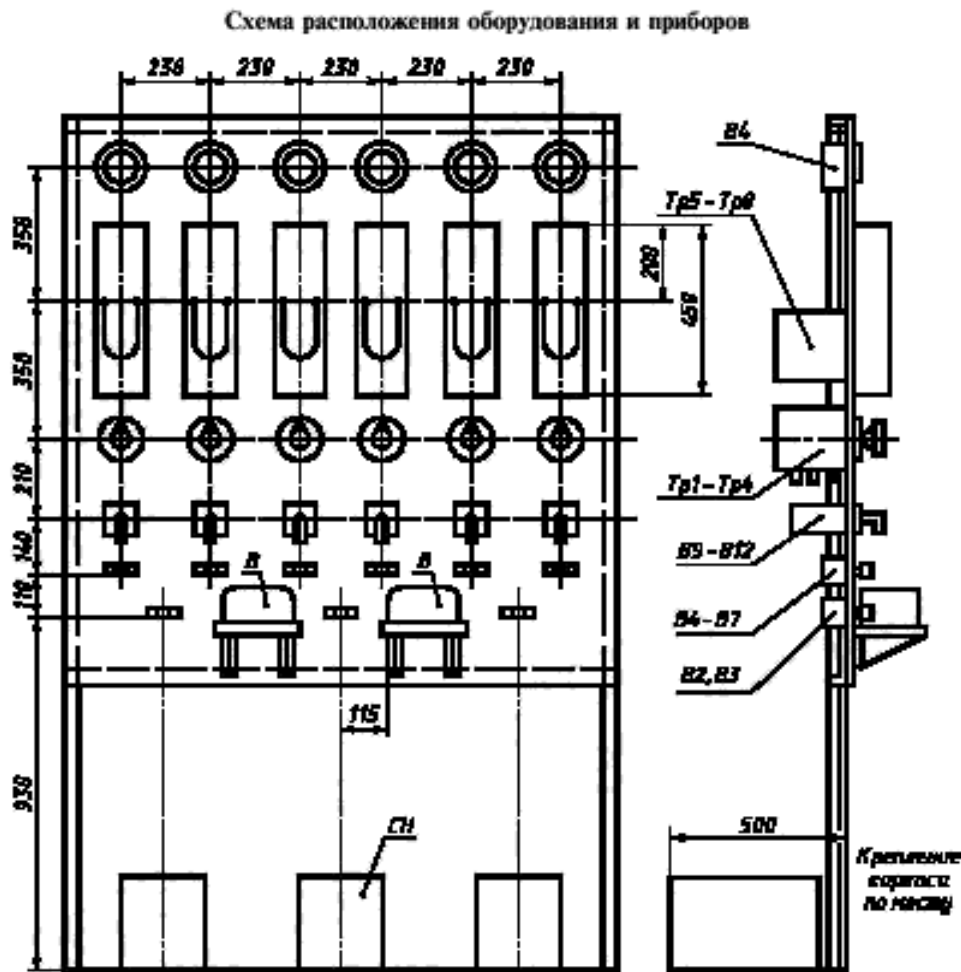 Схема расположения оборудования и приборов
230 230 230 230 230
В4
Тр5-Тр8
350
200
450
350
210
Тр1-Тр4
140
В9-В12
В В
110
В4-В7
В2,В3
115
930
СН
500
Крепление
каркаса
по месту